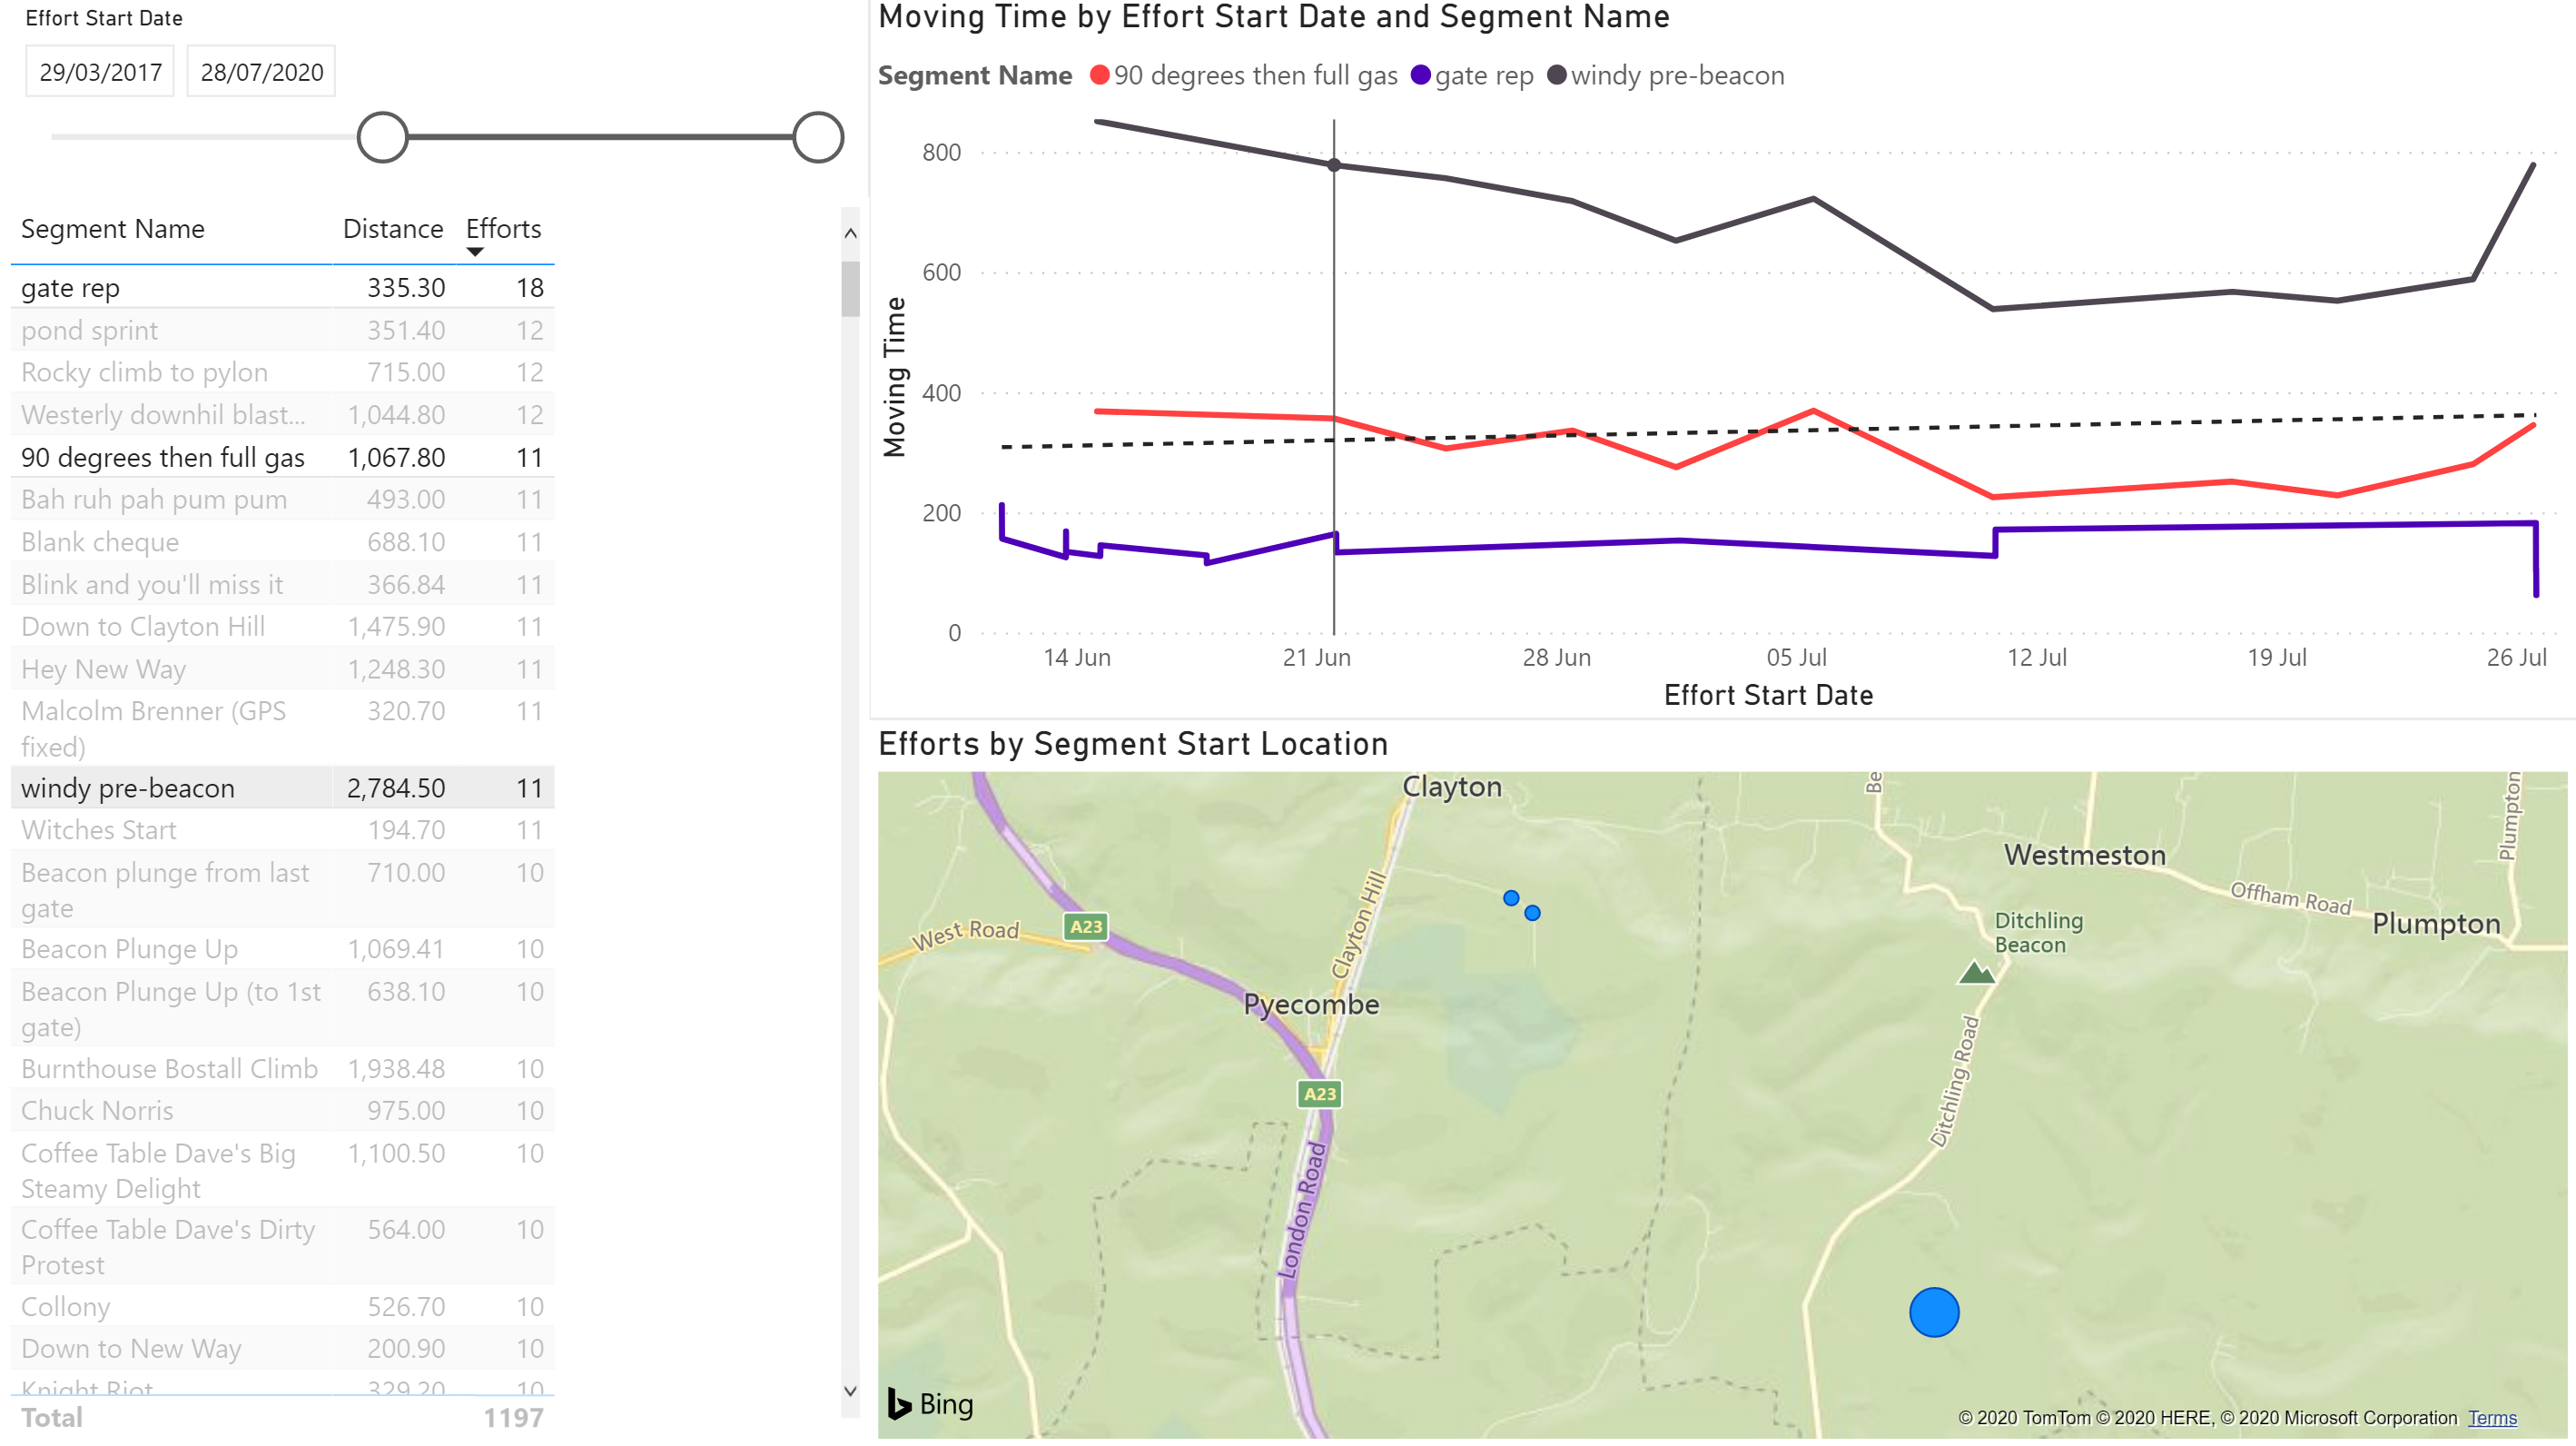 Effort Start Date
29/03/2017 28/07/2020
Segment Name Distance Efforts
gate rep 335.30 18
pond sprint 351.40 12
Rocky climb to pylon 715.00 12
Westerly downhil blast... 1,044.80 12
90 degrees then full gas 1,067.80 11
Bah ruh pah pum pum 493.00 11
Blank cheque 688.10 11
Blink and you'll miss it 366.84 11
Down to Clayton Hill 1,475.90 11
Hey New Way 1,248.30 11
Malcolm Brenner (GPS 320.70 11
fixed)
windy pre-beacon 2,784.50 11
Witches Start 194.70 11
Beacon plunge from last 710.00 10
gate
Beacon Plunge Up 1,069.41 10
Beacon Plunge Up (to 1st 638.10 10
gate)
Burnthouse Bostall Climb 1,938.48 10
Chuck Norris 975.00 10
Coffee Table Dave's Big 1,100.50 10
Steamy Delight
Coffee Table Dave's Dirty 564.00 10
Protest
Collony 526.70 10
Down to New Way 200.90 10
Knight Riot 329.20 10
Total 1197
Moving Time by Effort Start Date and Segment Name
Segment Name 90 degrees then full gas gate rep windy pre-beacon
Moving Time
800
600
400
200
0
14 Jun 21 Jun 28 Jun 05 Jul 12 Jul 19 Jul 26 Jul
Effort Start Date
Efforts by Segment Start Location
Clayton
Be
Plumpton
Westmeston
Offham Road
Plumpton
Ditchling
Beacon
West Road
A23
Clayton Hill
Pyecombe
A23
Ditchling Road
London Road
Bing
© 2020 TomTom © 2020 HERE, © 2020 Microsoft Corporation Terms